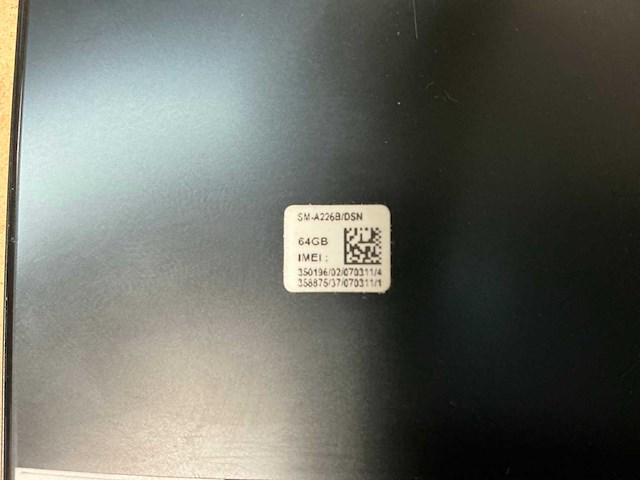 SM-A226B/DSN
64GB
IMEI :
350196/02/070311/4
358875/37/070311/1